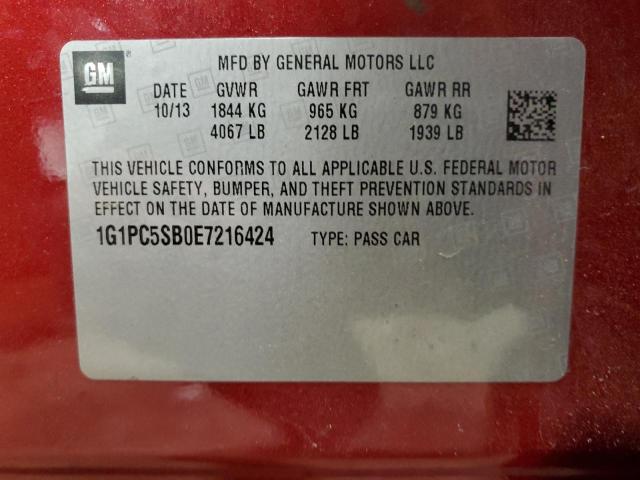 GM
MFD BY GENERAL MOTORS LLC
DATE GVWR GAWR FRT GAWR RR
10/13 1844 KG 965 KG 879 KG
4067 LB 2128 LB 1939 LB
THIS VEHICLE CONFORMS TO ALL APPLICABLE U.S. FEDERAL MOTOR
VEHICLE SAFETY, BUMPER, AND THEFT PREVENTION STANDARDS IN
EFFECT ON THE DATE OF MANUFACTURE SHOWN ABOVE.
1G1PC5SB0E7216424 TYPE: PASS CAR